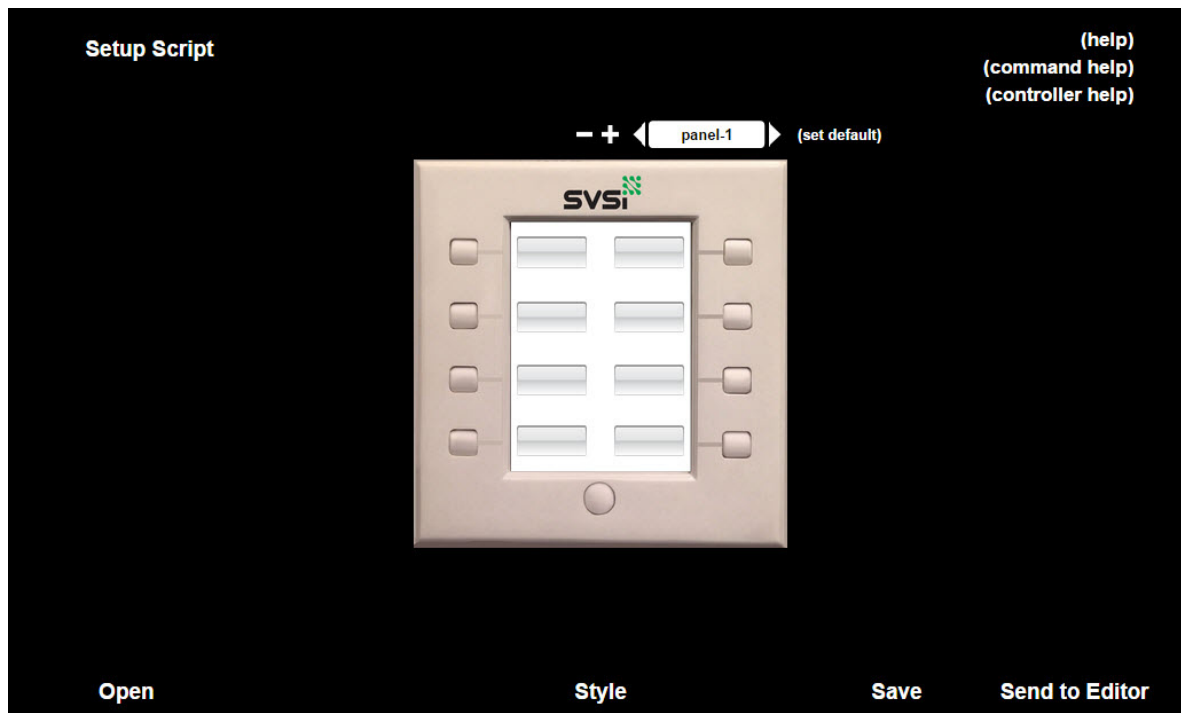 Setup Script
(help)
(command help)
(controller help)
panel-1 (set default)
SVSi
Open Style Save Send to Editor